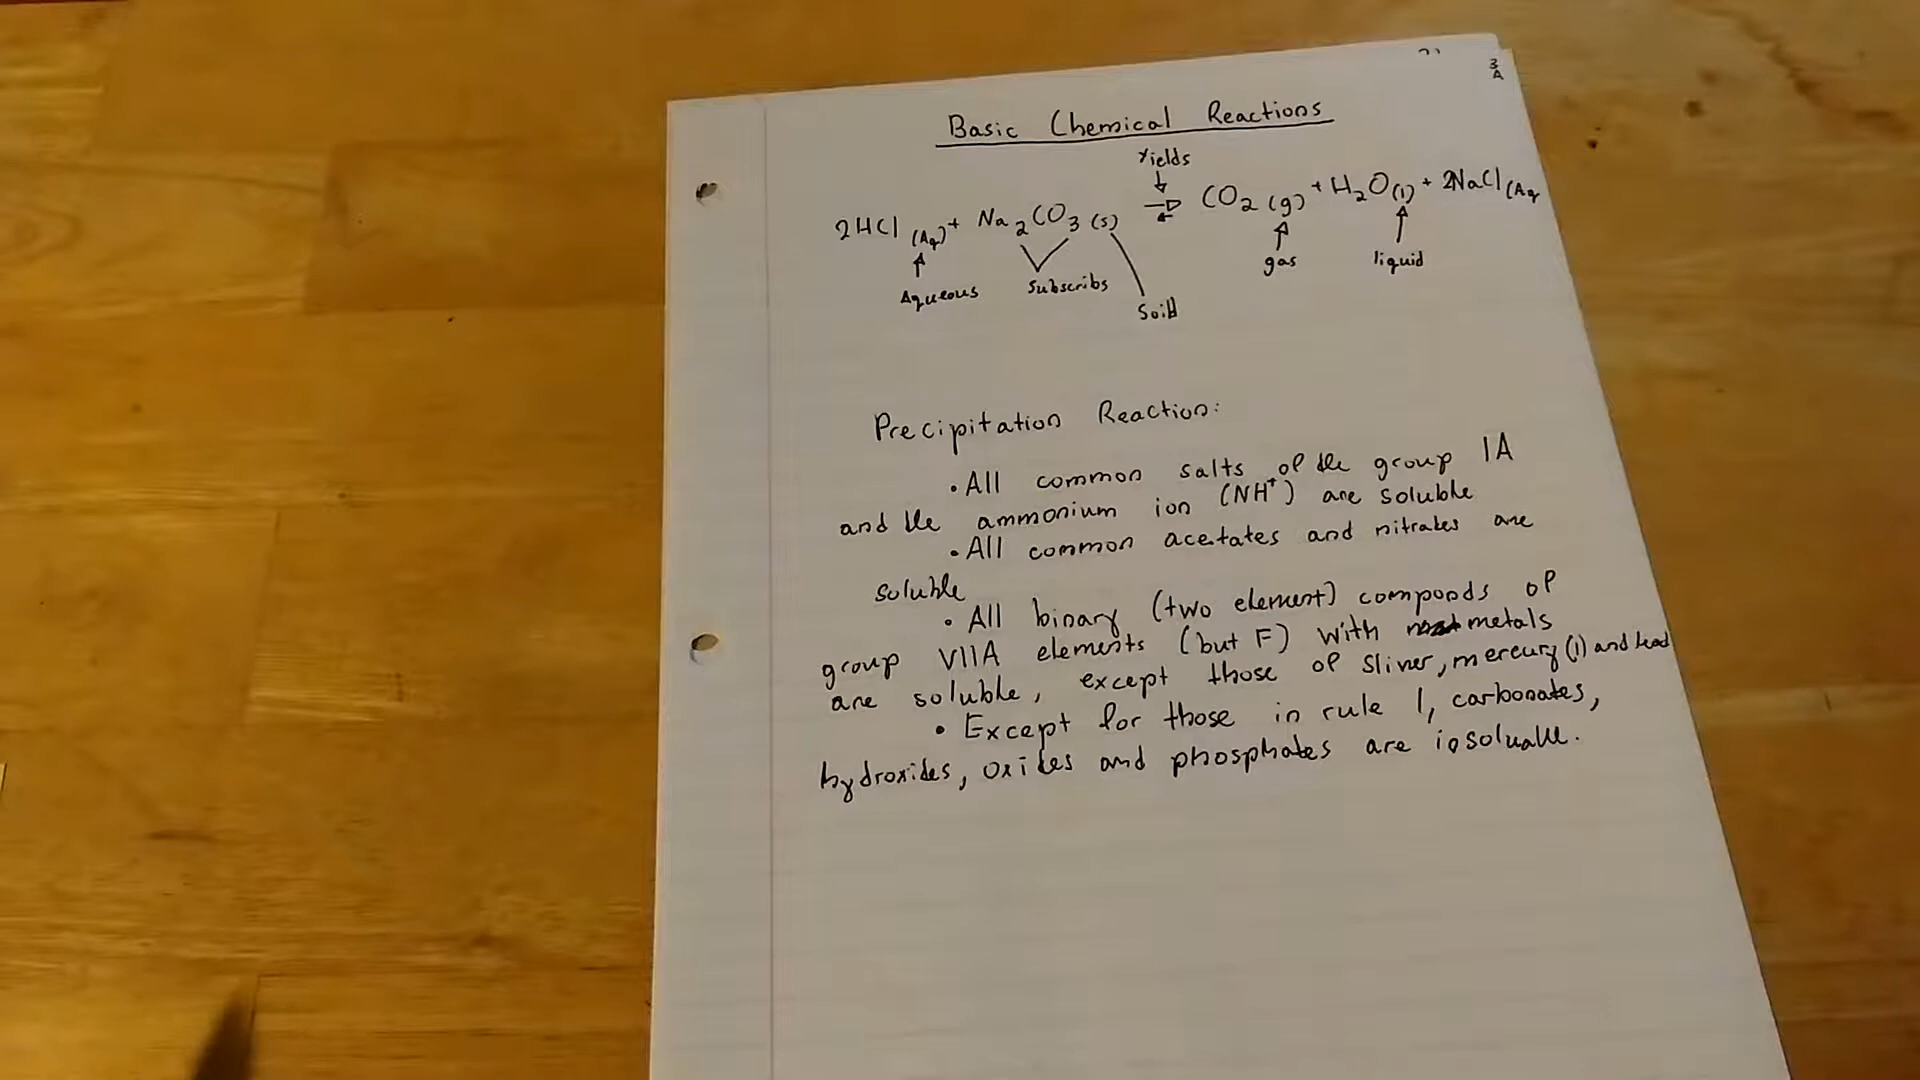 3
A
Basic Chemical Reactions
Yields
2HCl (Aq) + Na2CO3 (s) ⇌ CO2 (g) + H2O (l) + 2NaCl (Aq
Aqueous Subscribs gas liquid
Soild
Precipitation Reaction:
• All common salts of the group IA
and the ammonium ion (NH+) are soluble
• All common acetates and nitrates are
soluble
• All binary (two element) componds of
group VIIA elements (but F) with metals
are soluble, except those of Sliver, mercury (I) and lead
• Except for those in rule 1, carbonates,
hydroxides, oxides and phosphates are insoluable.